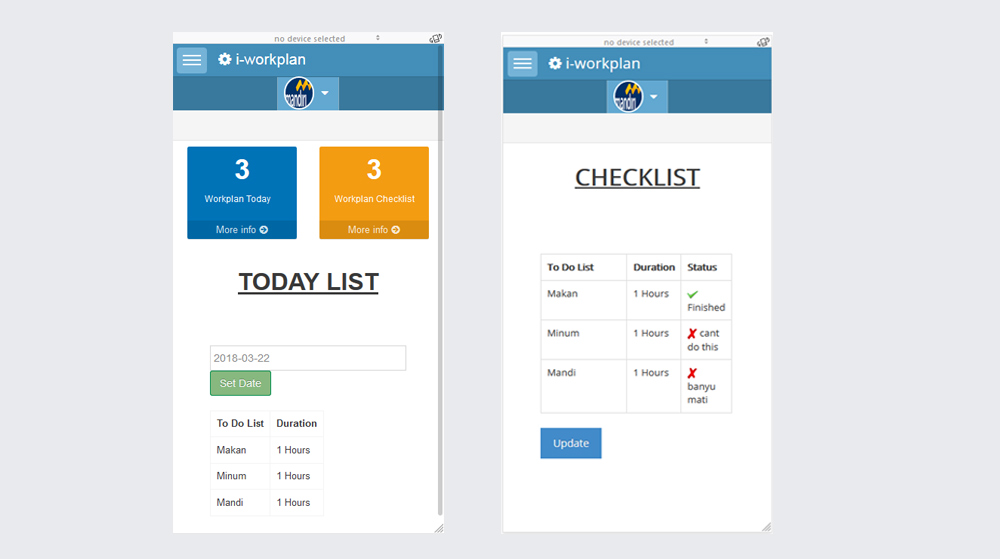 no device selected
i-workplan
mandiri
3
Workplan Today
More info
3
Workplan Checklist
More info
TODAY LIST
2018-03-22
Set Date
To Do List Duration
Makan 1 Hours
Minum 1 Hours
Mandi 1 Hours
no device selected
i-workplan
mandiri
CHECKLIST
To Do List Duration Status
Makan 1 Hours
Finished
Minum 1 Hours cant
do this
Mandi 1 Hours
banyu
mati
Update